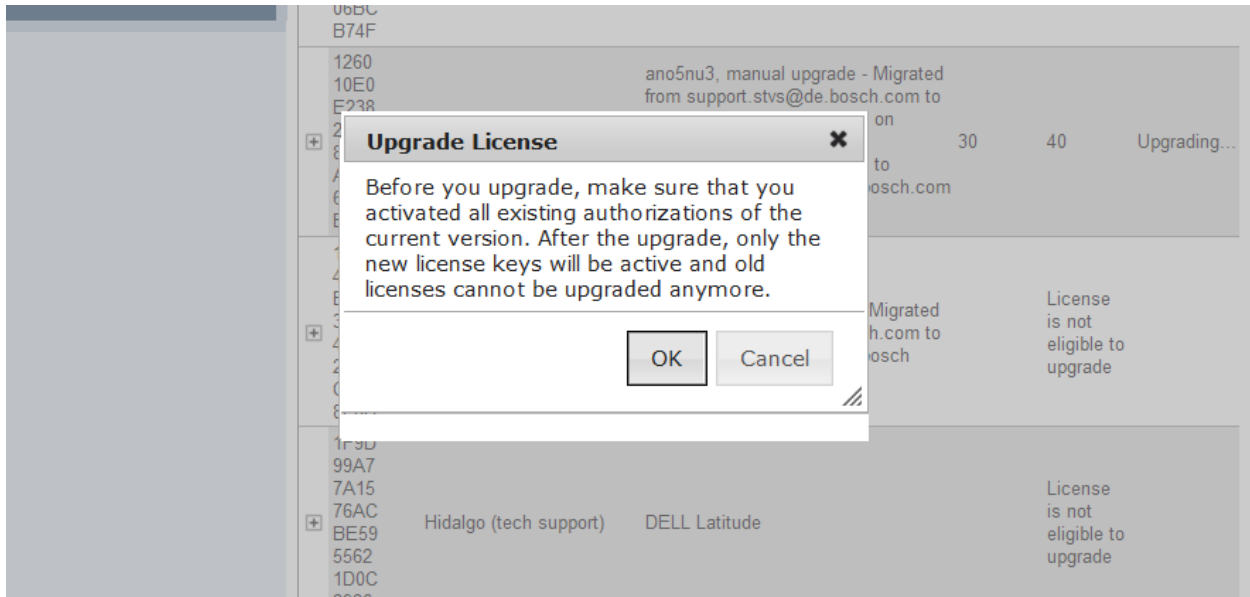 06BC
B74F
1260
10E0
E238
ano5nu3, manual upgrade - Migrated
from support.stvs@de.bosch.com to
on
to
30
40
Upgrading...
Upgrade License
Before you upgrade, make sure that you
activated all existing authorizations of the
current version. After the upgrade, only the
new license keys will be active and old
licenses cannot be upgraded anymore.
OK
Cancel
Migrated
h.com to
osch
License
is not
eligible to
upgrade
1F9D
99A7
7A15
76AC
BE59
5562
1D0C
Hidalgo (tech support)
DELL Latitude
License
is not
eligible to
upgrade